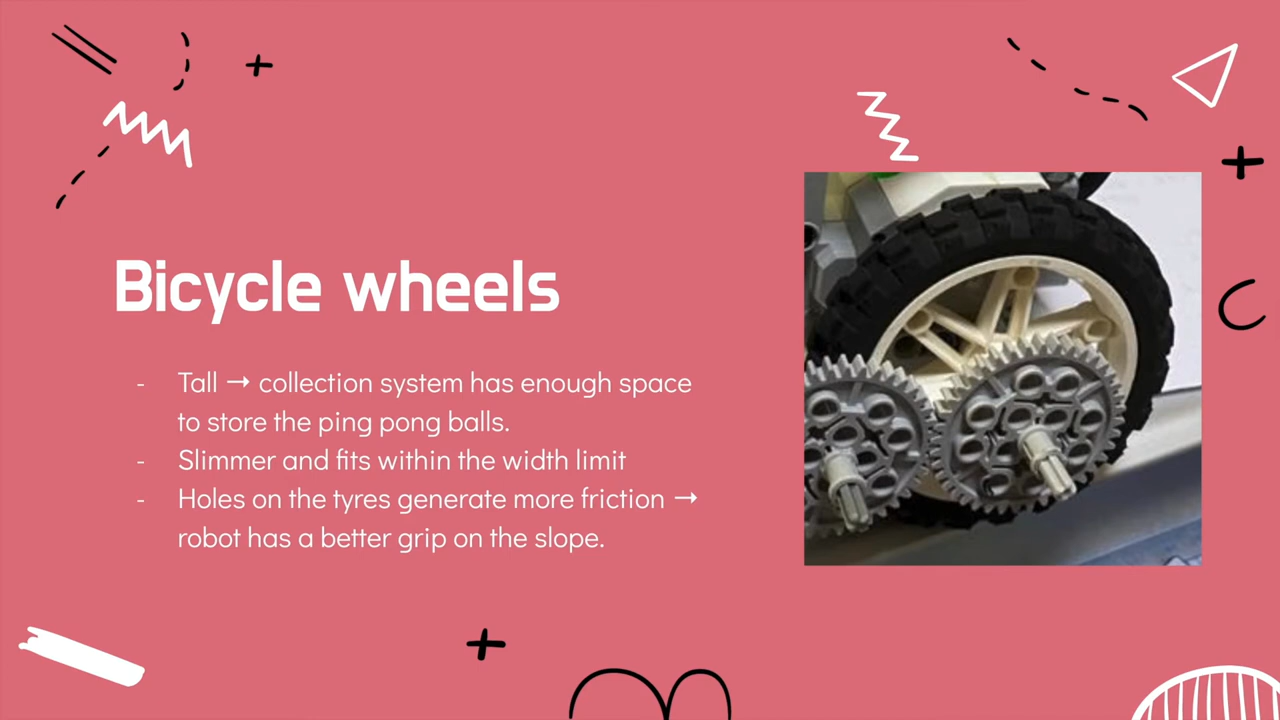 Bicycle wheels
- Tall → collection system has enough space
to store the ping pong balls.
- Slimmer and fits within the width limit
- Holes on the tyres generate more friction →
robot has a better grip on the slope.